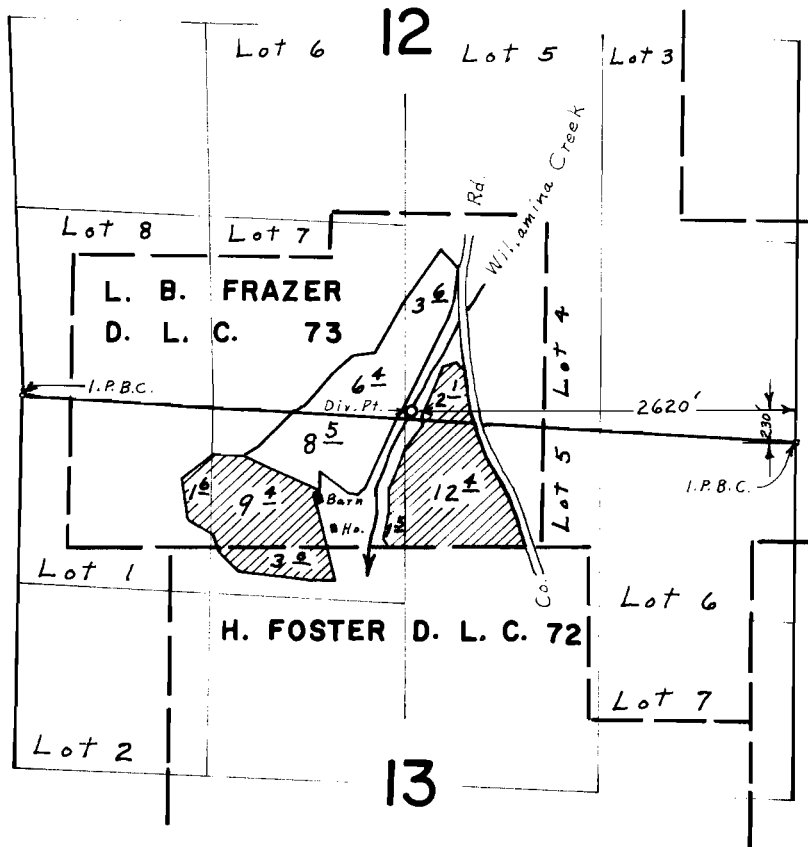 12
Lot 6
Lot 5
Lot 3
Rd.
Willamina Creek
Lot 8
Lot 7
L. B. FRAZER
D. L. C. 73
3 6
Lot 4
6 4
I.P.B.C.
Div. Pt.
2 1
2620'
230'
8 5
Lot 5
I.P.B.C.
1 6
9 4
Barn
12 4
Ho.
1 5
3 0
Lot 1
Co.
Lot 6
H. FOSTER D. L. C. 72
Lot 7
Lot 2
13